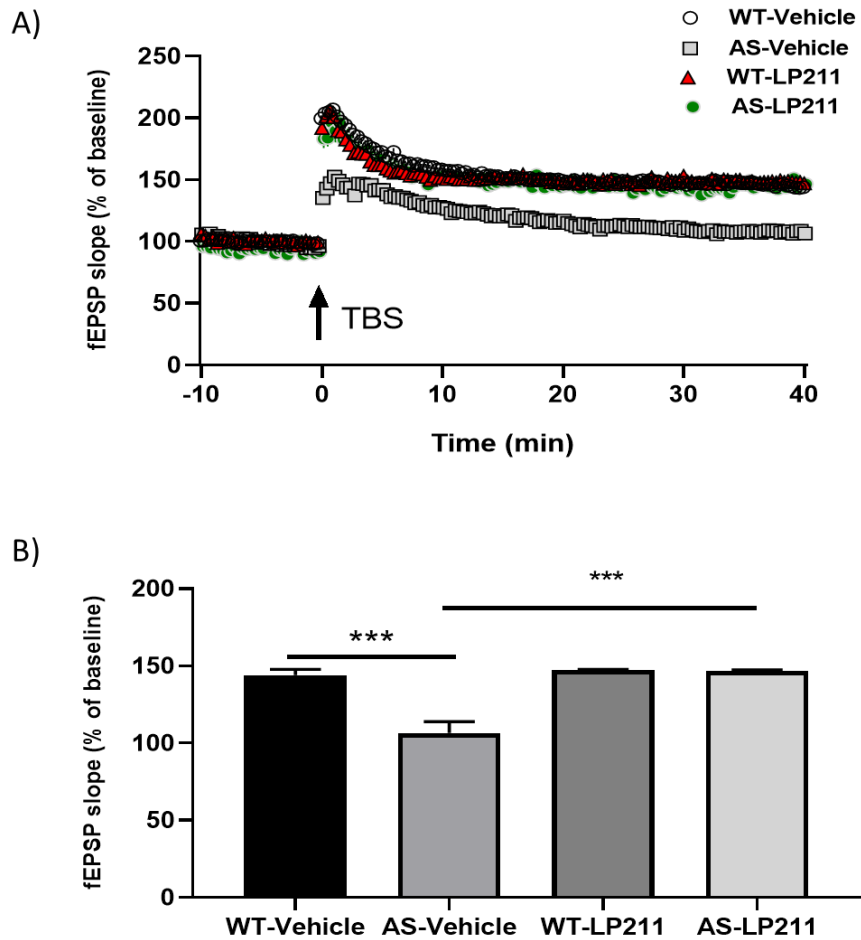 A)
WT-Vehicle
AS-Vehicle
WT-LP211
AS-LP211
fEPSP slope (% of baseline)
250
200
150
100
50
0
TBS
-10 0 10 20 30 40
Time (min)
B)
fEPSP slope (% of baseline)
200
150
100
50
0
***
***
WT-Vehicle AS-Vehicle WT-LP211 AS-LP211